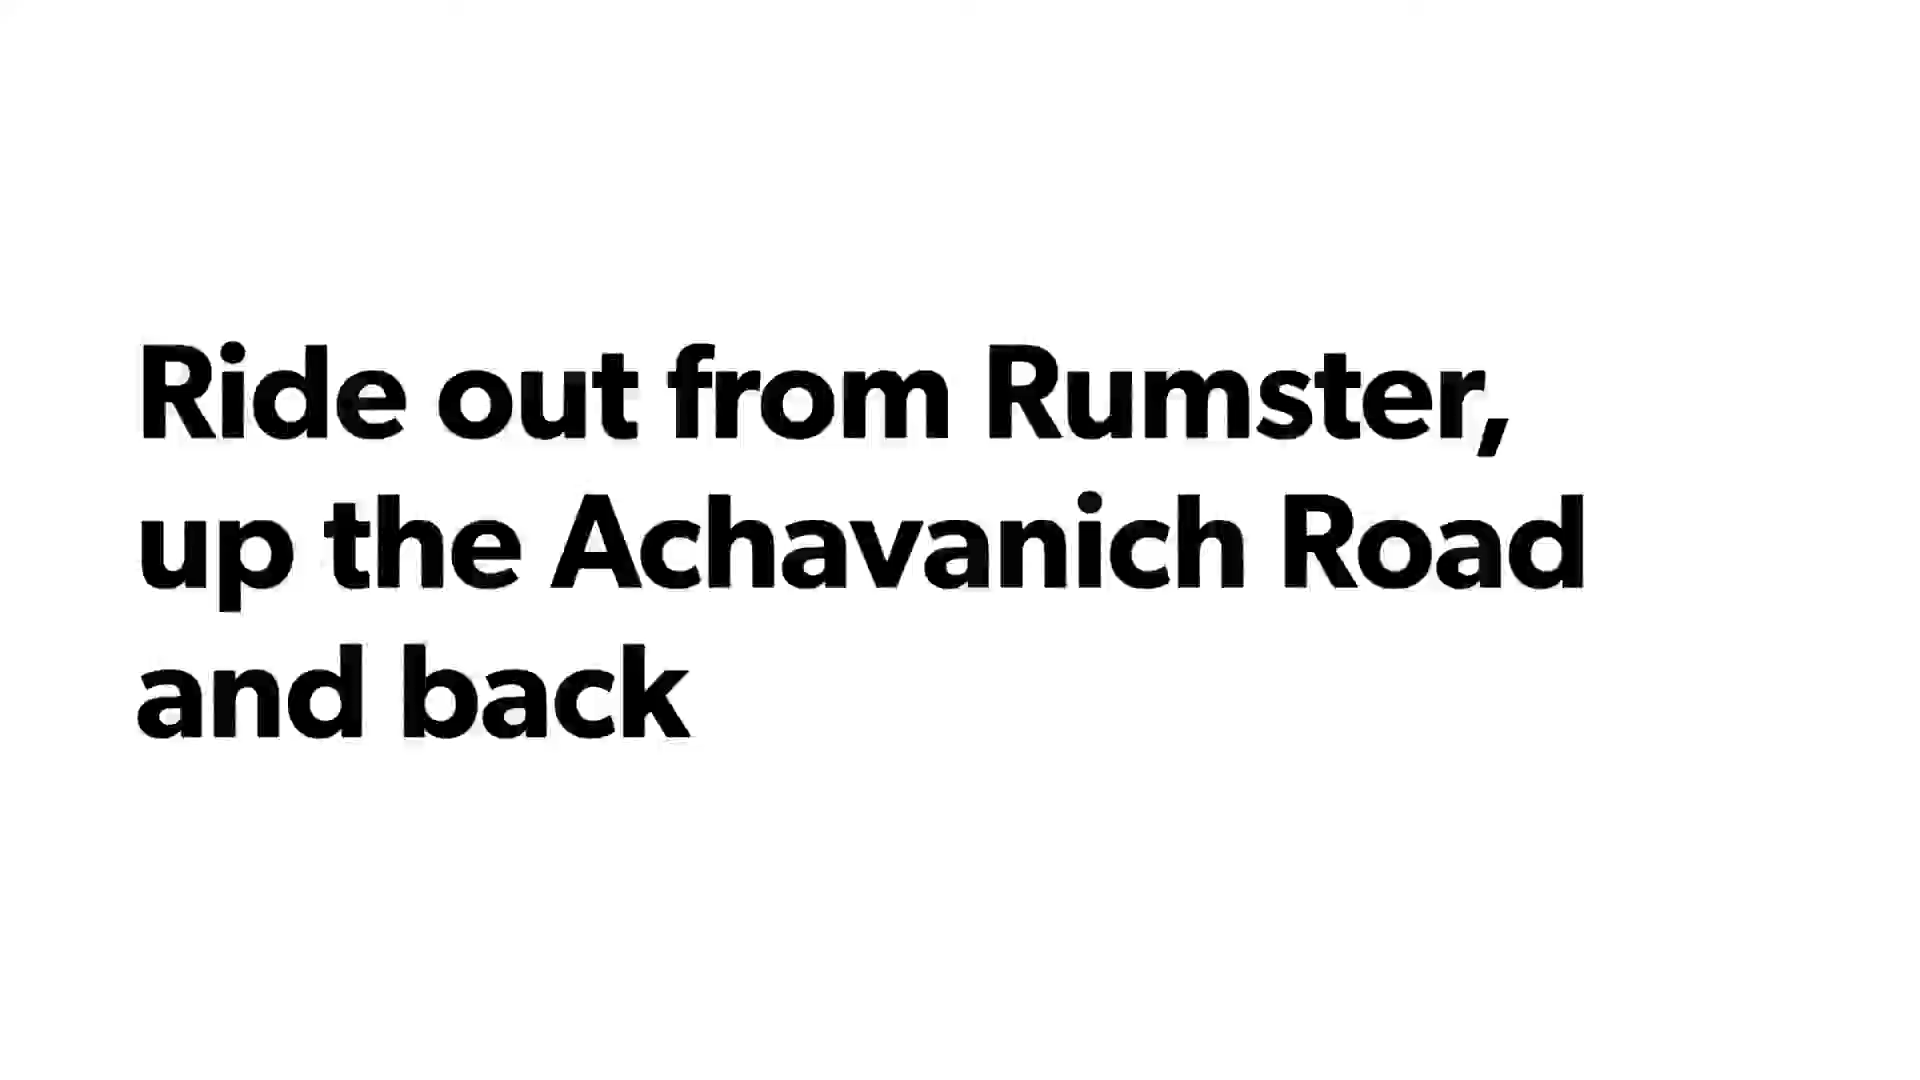 Ride out from Rumster,
up the Achavanich Road
and back